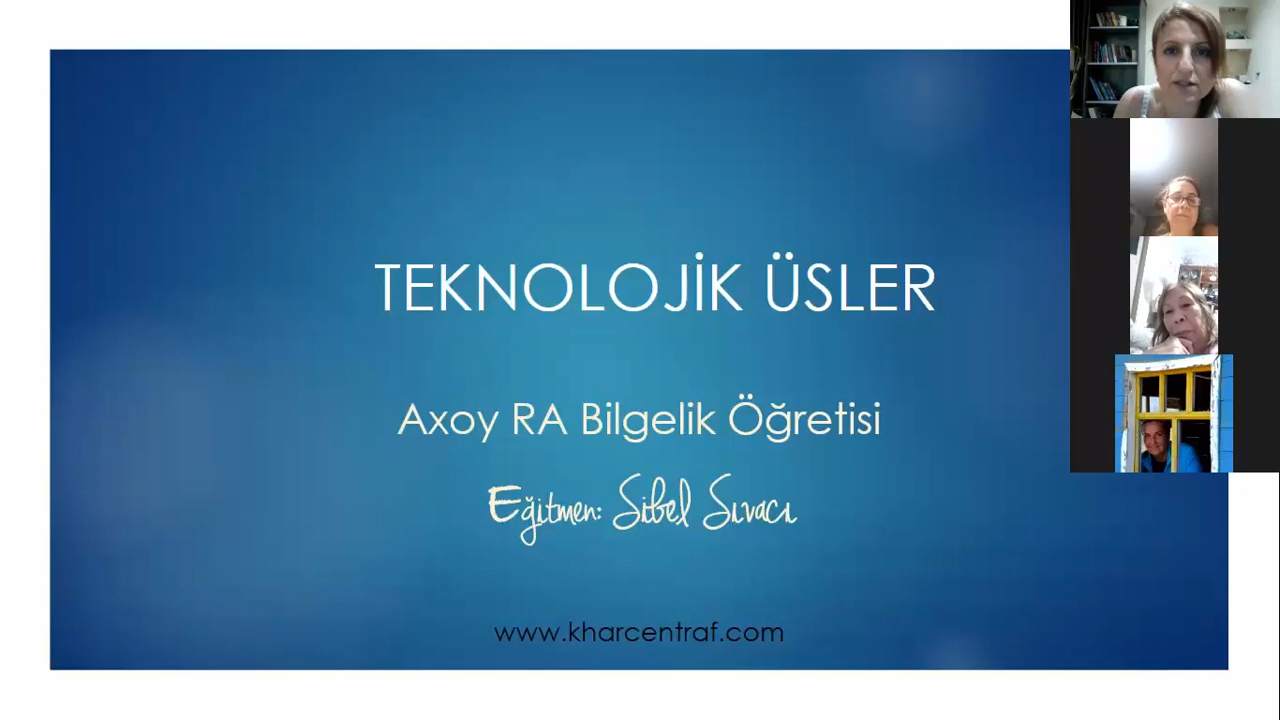 TEKNOLOJİK ÜSLER
Axoy RA Bilgelik Öğretisi
Eğitmen: Sibel Sıvacı
www.kharcentraf.com